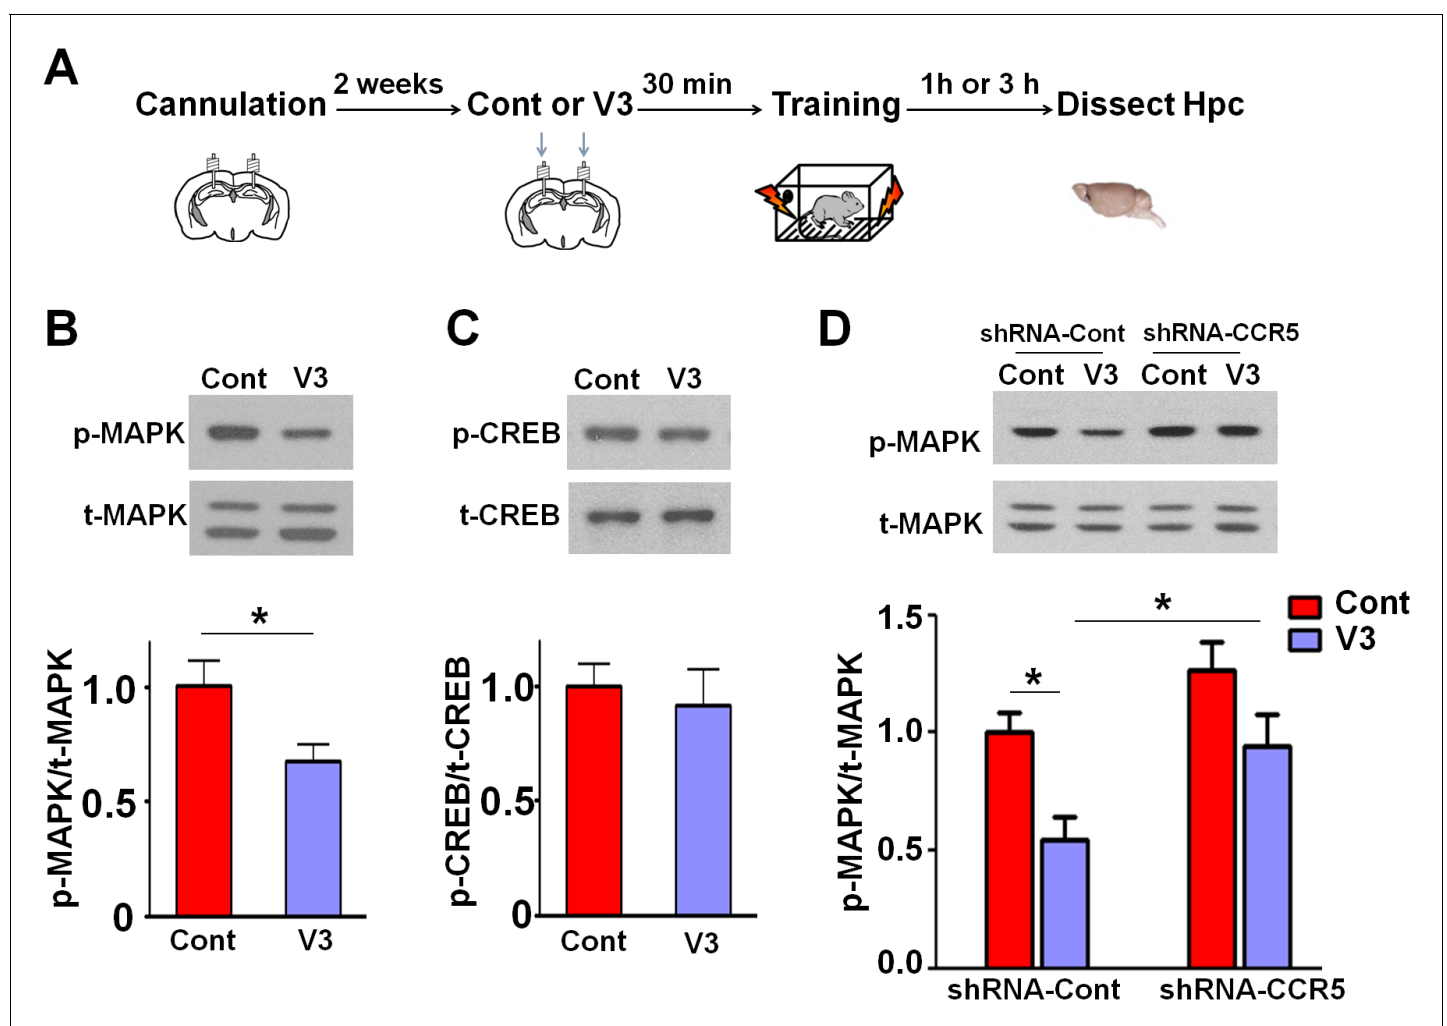 A
Cannulation 2 weeks Cont or V3 30 min Training 1h or 3 h Dissect Hpc
B
Cont V3
p-MAPK
t-MAPK
*
p-MAPK/t-MAPK
1.0
0.5
0
Cont V3
C
Cont V3
p-CREB
t-CREB
p-CREB/t-CREB
1.0
0.5
0
Cont V3
D
shRNA-Cont shRNA-CCR5
Cont V3 Cont V3
p-MAPK
t-MAPK
Cont
V3
*
*
p-MAPK/t-MAPK
1.5
1.0
0.5
0.0
shRNA-Cont shRNA-CCR5